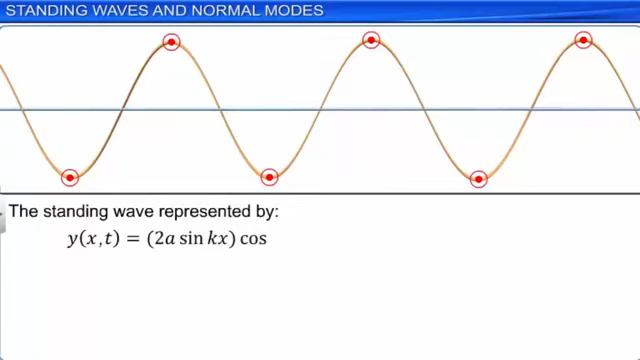 STANDING WAVES AND NORMAL MODES
The standing wave represented by:
y(x,t) = (2a sin kx) cos